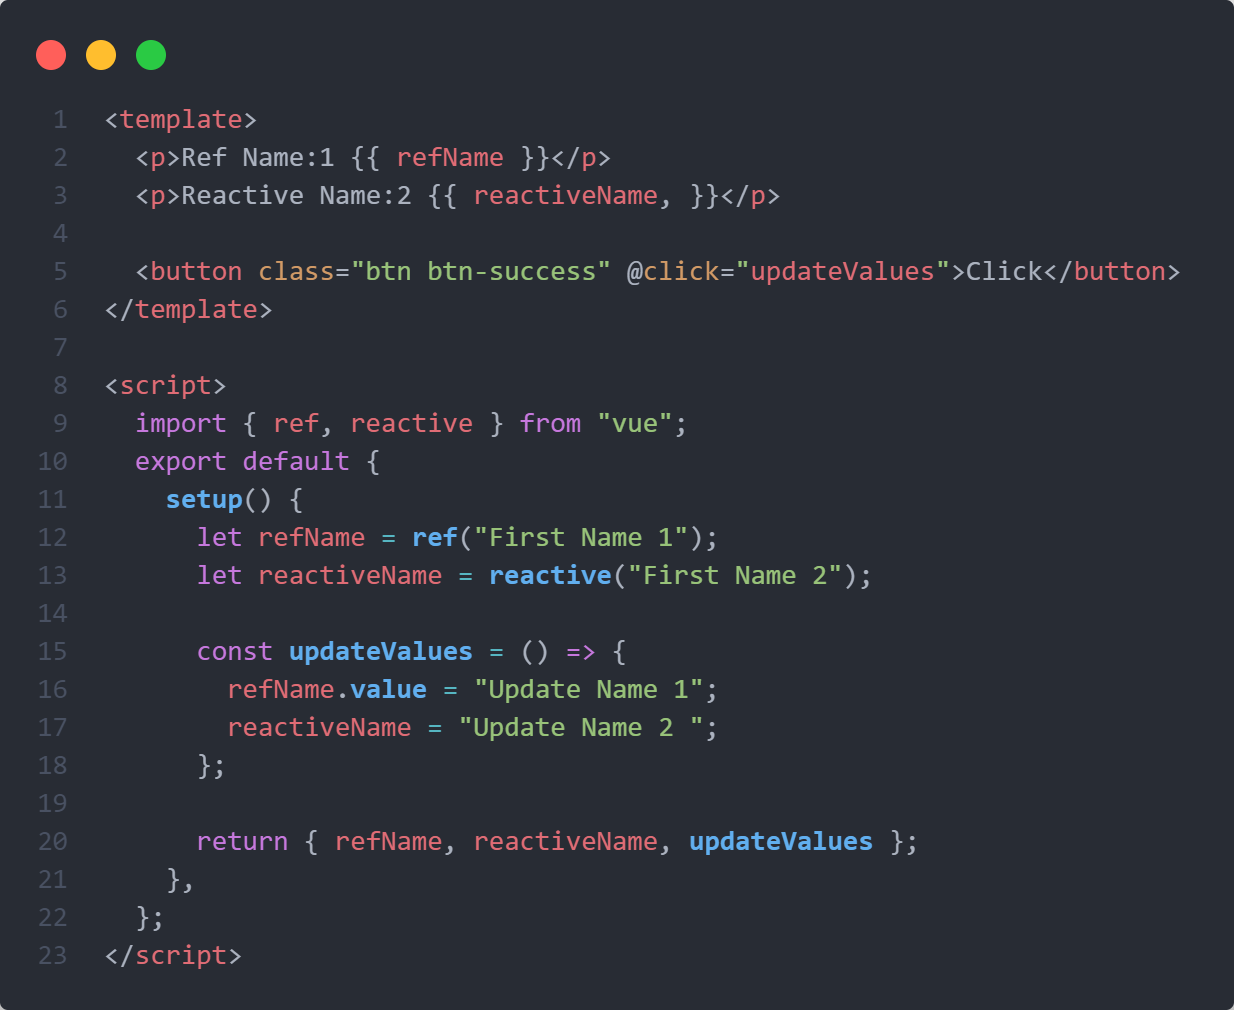 1 <template>
2   <p>Ref Name:1 {{ refName }}</p>
3   <p>Reactive Name:2 {{ reactiveName, }}</p>
4
5   <button class="btn btn-success" @click="updateValues">Click</button>
6 </template>
7
8 <script>
9   import { ref, reactive } from "vue";
10   export default {
11     setup() {
12       let refName = ref("First Name 1");
13       let reactiveName = reactive("First Name 2");
14
15       const updateValues = () => {
16         refName.value = "Update Name 1";
17         reactiveName = "Update Name 2 ";
18       };
19
20       return { refName, reactiveName, updateValues };
21     },
22   };
23 </script>